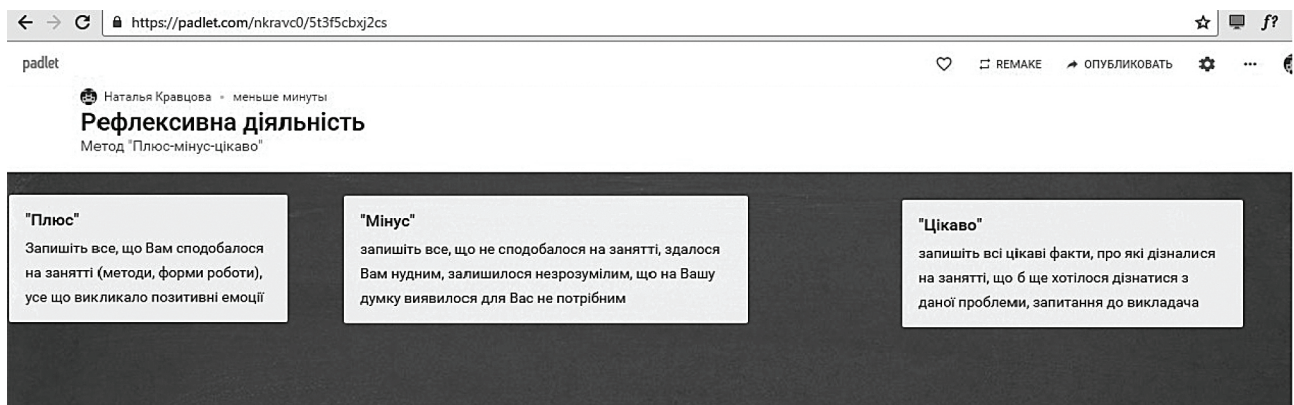 https://padlet.com/nkravc0/5t3f5cbxj2cs
f?
padlet
REMAKE
ОПУБЛИКОВАТЬ
Наталья Кравцова • меньше минуты
Рефлексивна діяльність
Метод "Плюс-мінус-цікаво"
"Плюс"
Запишіть все, що Вам сподобалося
на занятті (методи, форми роботи),
усе що викликало позитивні емоції
"Мінус"
запишіть все, що не сподобалося на занятті, здалося
Вам нудним, залишилося незрозумілим, що на Вашу
думку виявилося для Вас не потрібним
"Цікаво"
запишіть всі цікаві факти, про які дізналися
на занятті, що б ще хотілося дізнатися з
даної проблеми, запитання до викладача